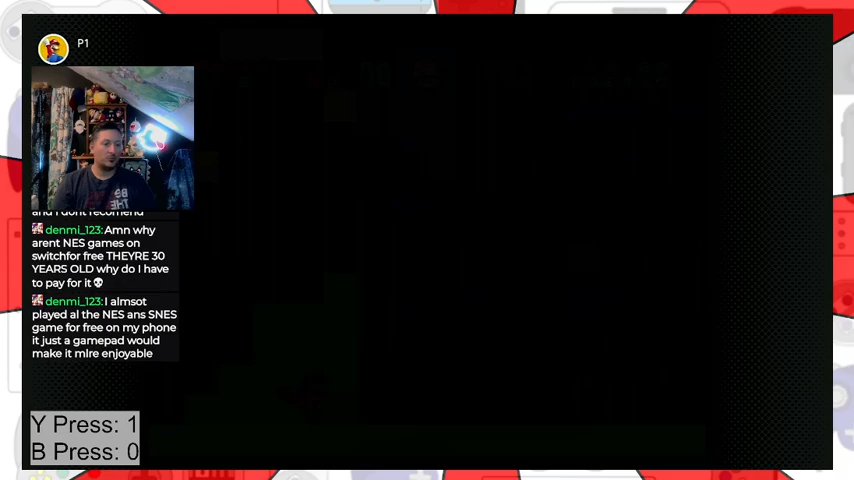 P1
and I dont recomend
denmi_123: Amn why
arent NES games on
switchfor free THEYRE 30
YEARS OLD why do I have
to pay for it💀
denmi_123: I almsot
played al the NES ans SNES
game for free on my phone
it just a gamepad would
make it mlre enjoyable
Y Press: 1
B Press: 0